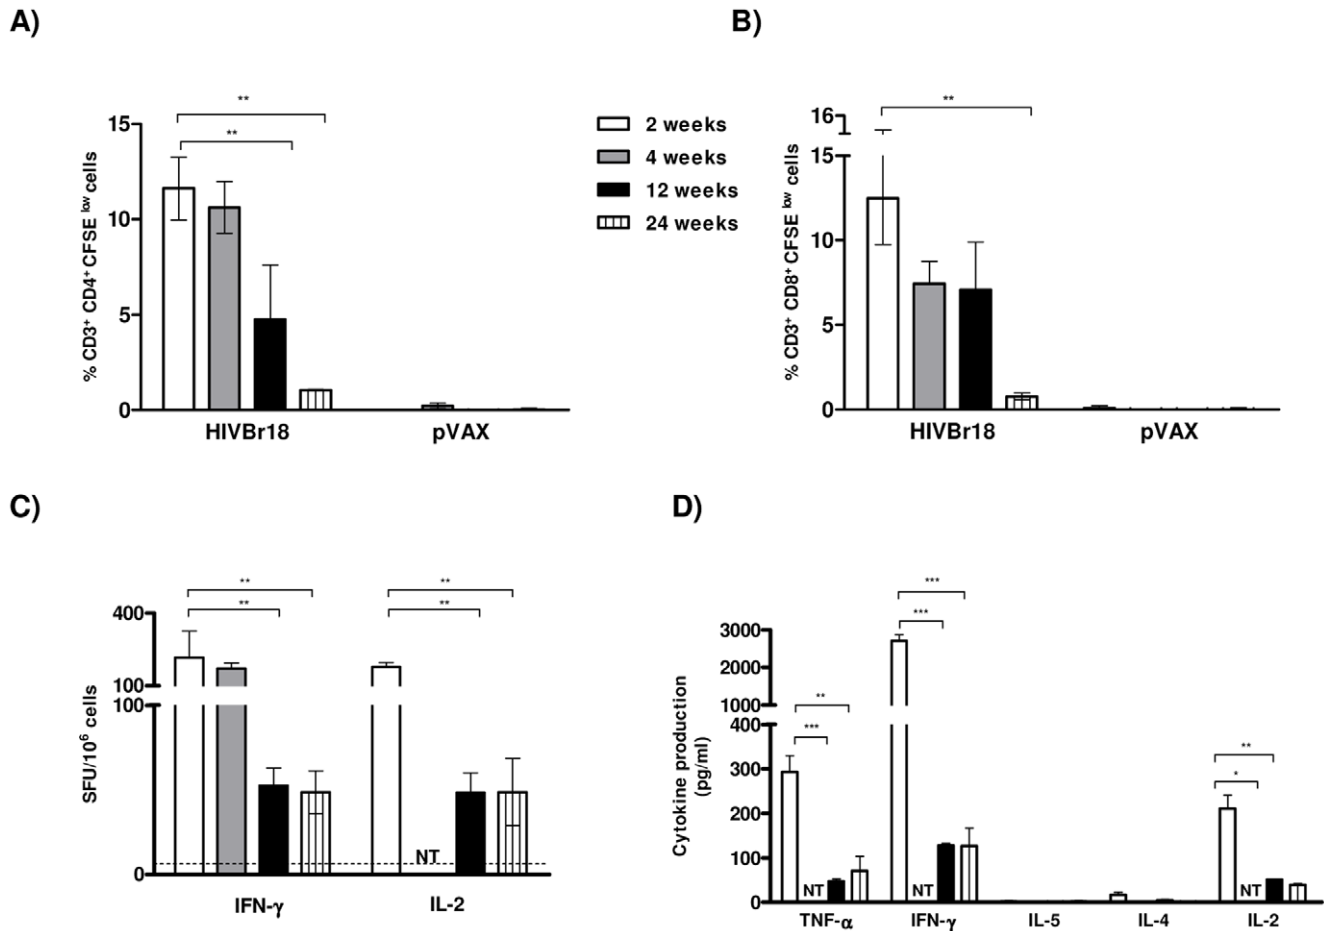 A)
B)
**
**
15
10
5
0
% CD3⁺ CD4⁺ CFSE ˡᵒʷ cells
HIVBr18
pVAX
2 weeks
4 weeks
12 weeks
24 weeks
**
16
15
10
5
0
% CD3⁺ CD8⁺ CFSE ˡᵒʷ cells
HIVBr18
pVAX
C)
D)
**
**
**
**
400
100
100
0
SFU/10⁶ cells
NT
IFN-γ
IL-2
***
***
**
***
**
*
3000
2000
1000
400
300
200
100
0
Cytokine production
(pg/ml)
NT
NT
NT
TNF-α
IFN-γ
IL-5
IL-4
IL-2